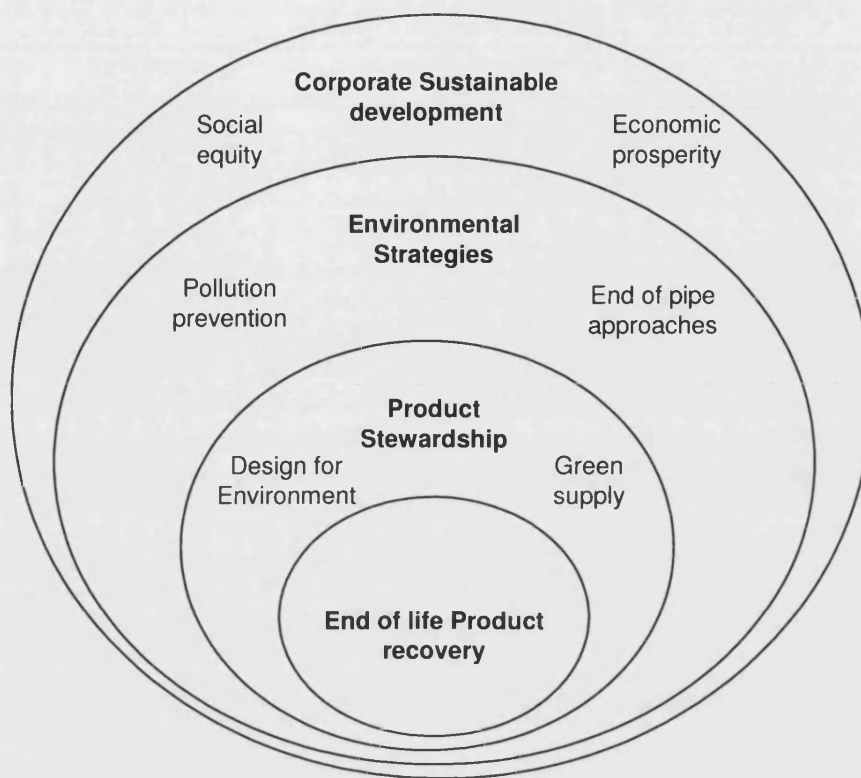 Corporate Sustainable
development
Social
equity
Economic
prosperity
Environmental
Strategies
Pollution
prevention
End of pipe
approaches
Product
Stewardship
Design for
Environment
Green
supply
End of life Product
recovery